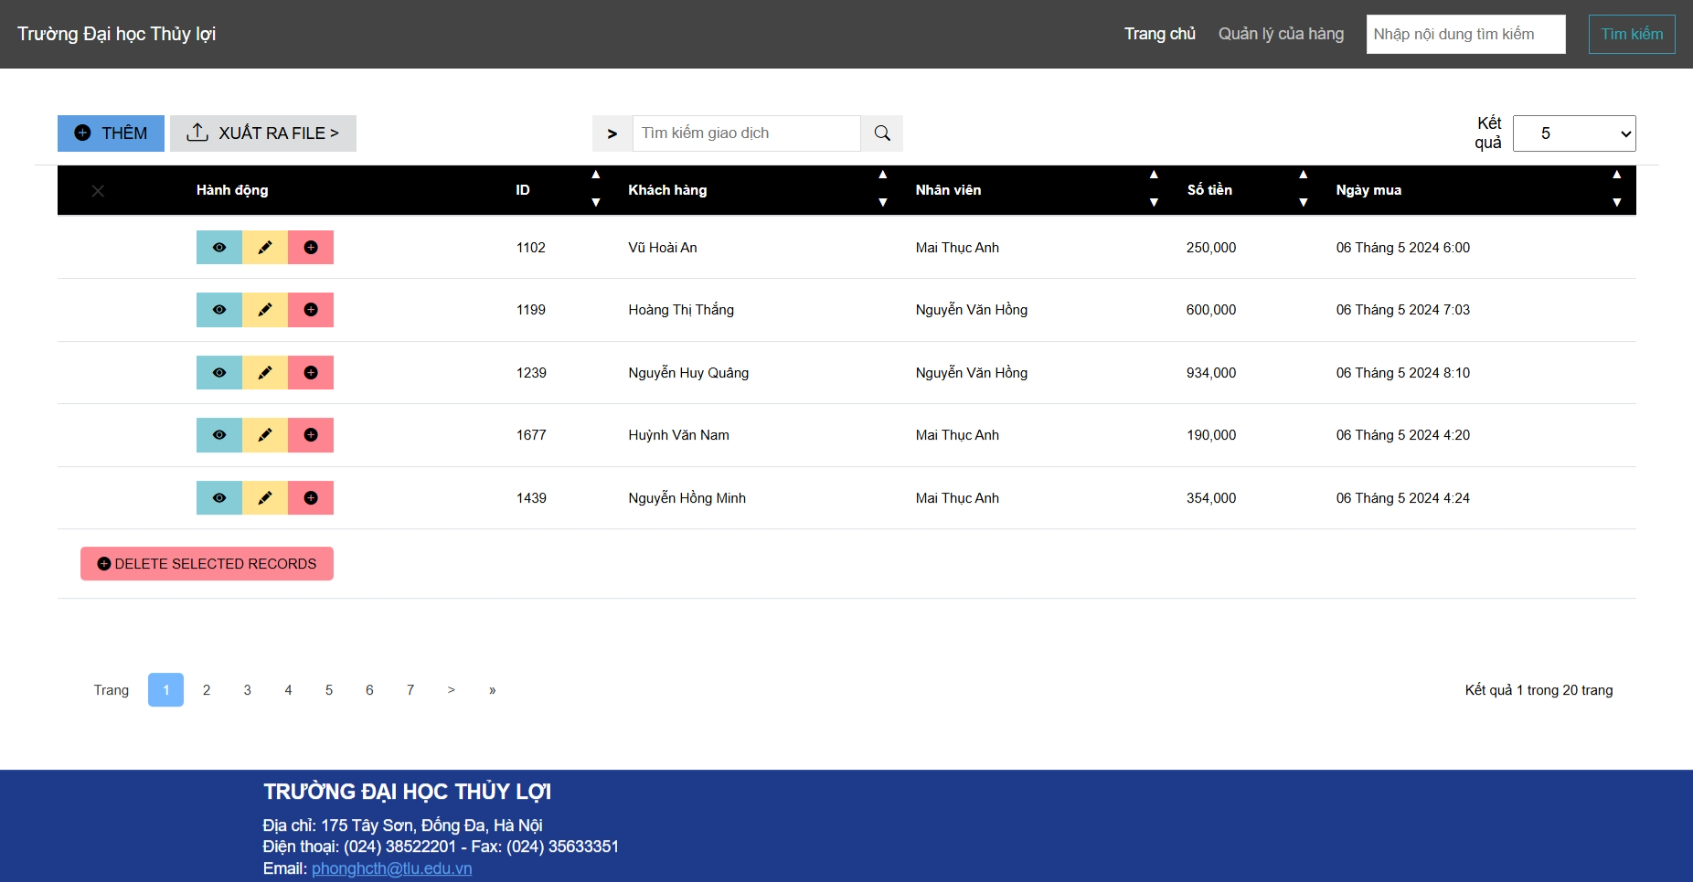 Trường Đại học Thủy lợi
Trang chủ Quản lý của hàng Nhập nội dung tìm kiếm Tìm kiếm
THÊM XUẤT RA FILE > > Tìm kiếm giao dịch Kết quả 5
Hành động ID Khách hàng Nhân viên Số tiền Ngày mua
1102 Vũ Hoài An Mai Thục Anh 250,000 06 Tháng 5 2024 6:00
1199 Hoàng Thị Thắng Nguyễn Văn Hồng 600,000 06 Tháng 5 2024 7:03
1239 Nguyễn Huy Quâng Nguyễn Văn Hồng 934,000 06 Tháng 5 2024 8:10
1677 Huỳnh Văn Nam Mai Thục Anh 190,000 06 Tháng 5 2024 4:20
1439 Nguyễn Hồng Minh Mai Thục Anh 354,000 06 Tháng 5 2024 4:24
DELETE SELECTED RECORDS
Trang 1 2 3 4 5 6 7 > » Kết quả 1 trong 20 trang
TRƯỜNG ĐẠI HỌC THỦY LỢI
Địa chỉ: 175 Tây Sơn, Đống Đa, Hà Nội
Điện thoại: (024) 38522201 - Fax: (024) 35633351
Email: phonghcth@tlu.edu.vn